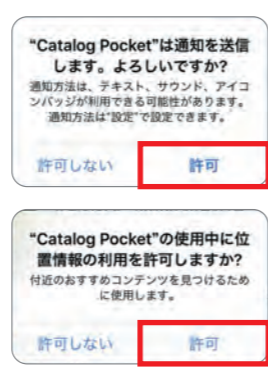 “Catalog Pocket”は通知を送信
します。よろしいですか?
通知方法は、テキスト、サウンド、アイコ
ンバッジが利用できる可能性があります。
通知方法は“設定”で設定できます。
許可しない 許可
“Catalog Pocket”の使用中に位
置情報の利用を許可しますか?
付近のおすすめコンテンツを見つけるため
に使用します。
許可しない 許可